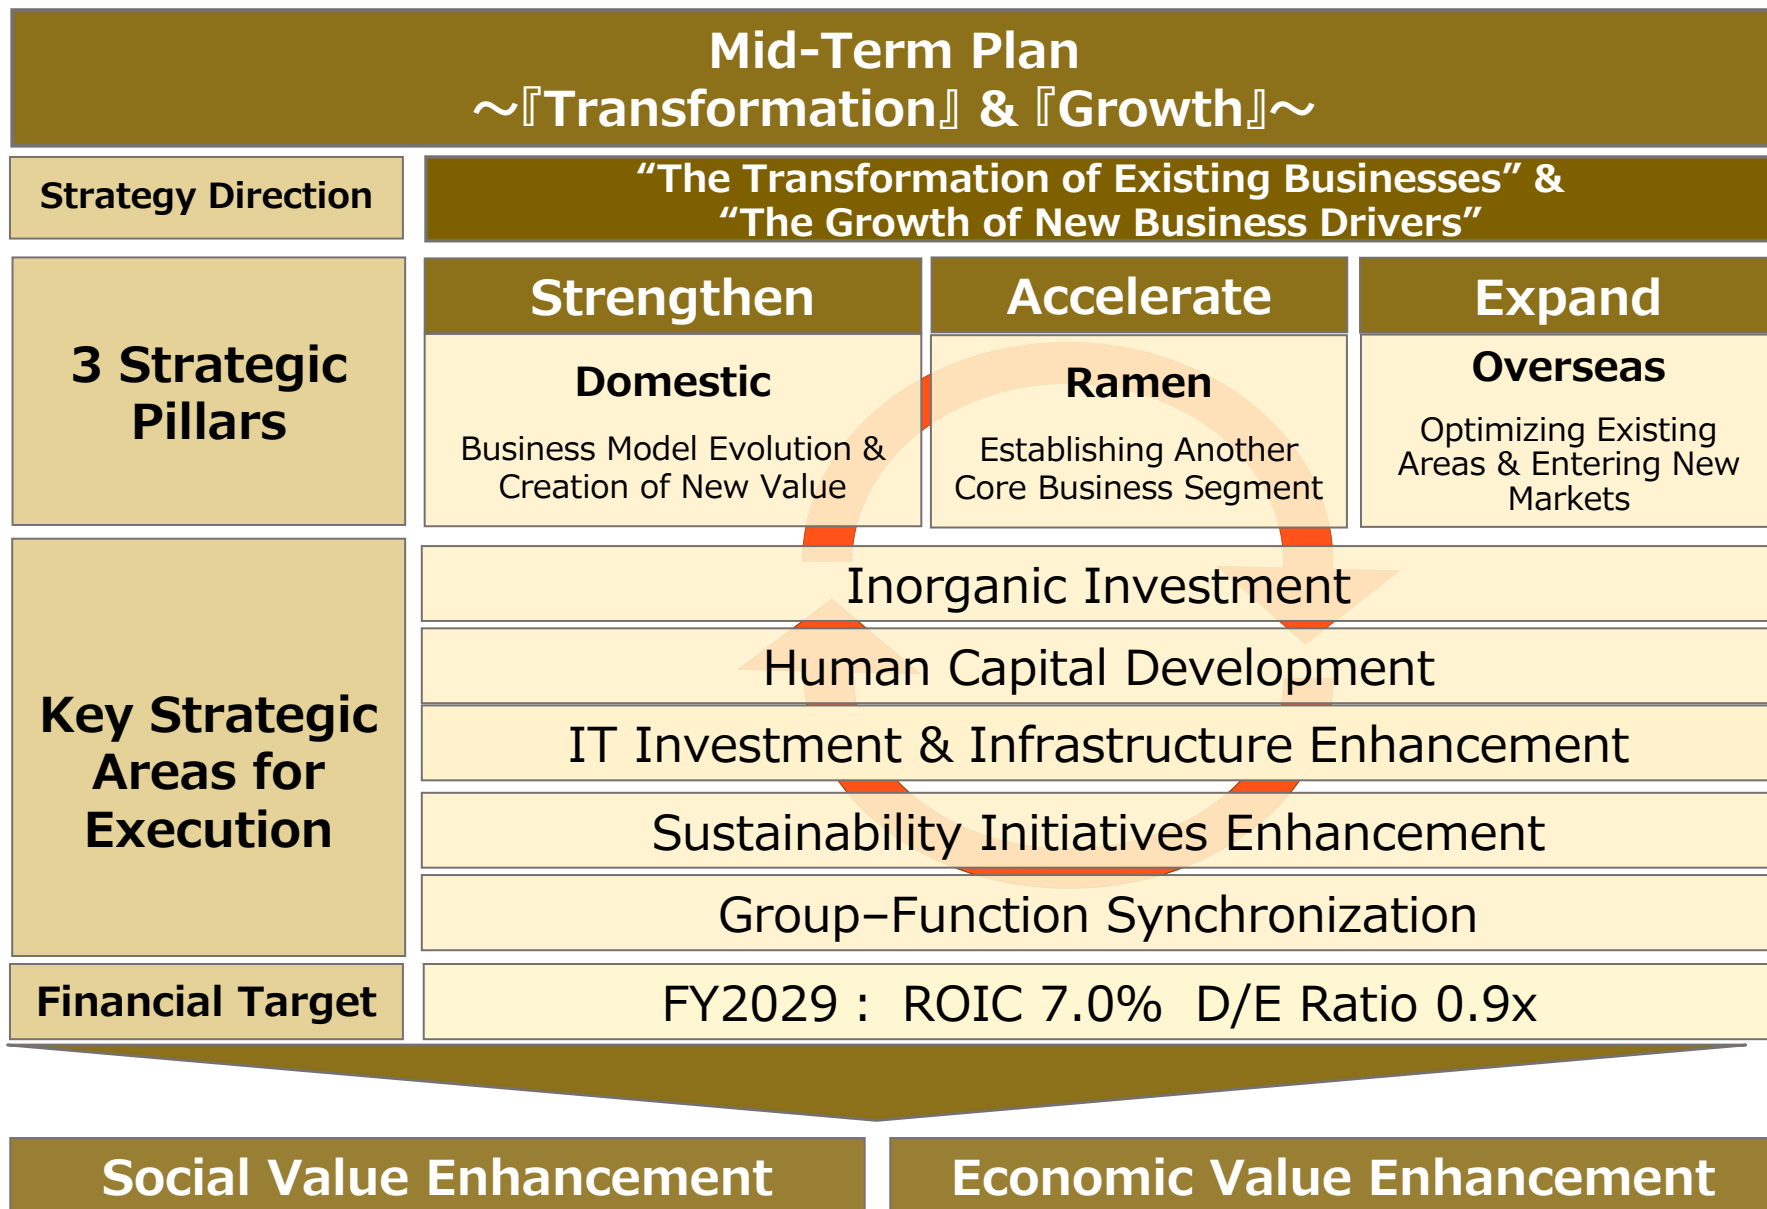 Mid-Term Plan
～『Transformation』 & 『Growth』～
Strategy Direction
“The Transformation of Existing Businesses” &
“The Growth of New Business Drivers”
3 Strategic
Pillars
Strengthen
Domestic
Business Model Evolution &
Creation of New Value
Accelerate
Ramen
Establishing Another
Core Business Segment
Expand
Overseas
Optimizing Existing
Areas & Entering New
Markets
Key Strategic
Areas for
Execution
Inorganic Investment
Human Capital Development
IT Investment & Infrastructure Enhancement
Sustainability Initiatives Enhancement
Group–Function Synchronization
Financial Target
FY2029 : ROIC 7.0% D/E Ratio 0.9x
Social Value Enhancement
Economic Value Enhancement